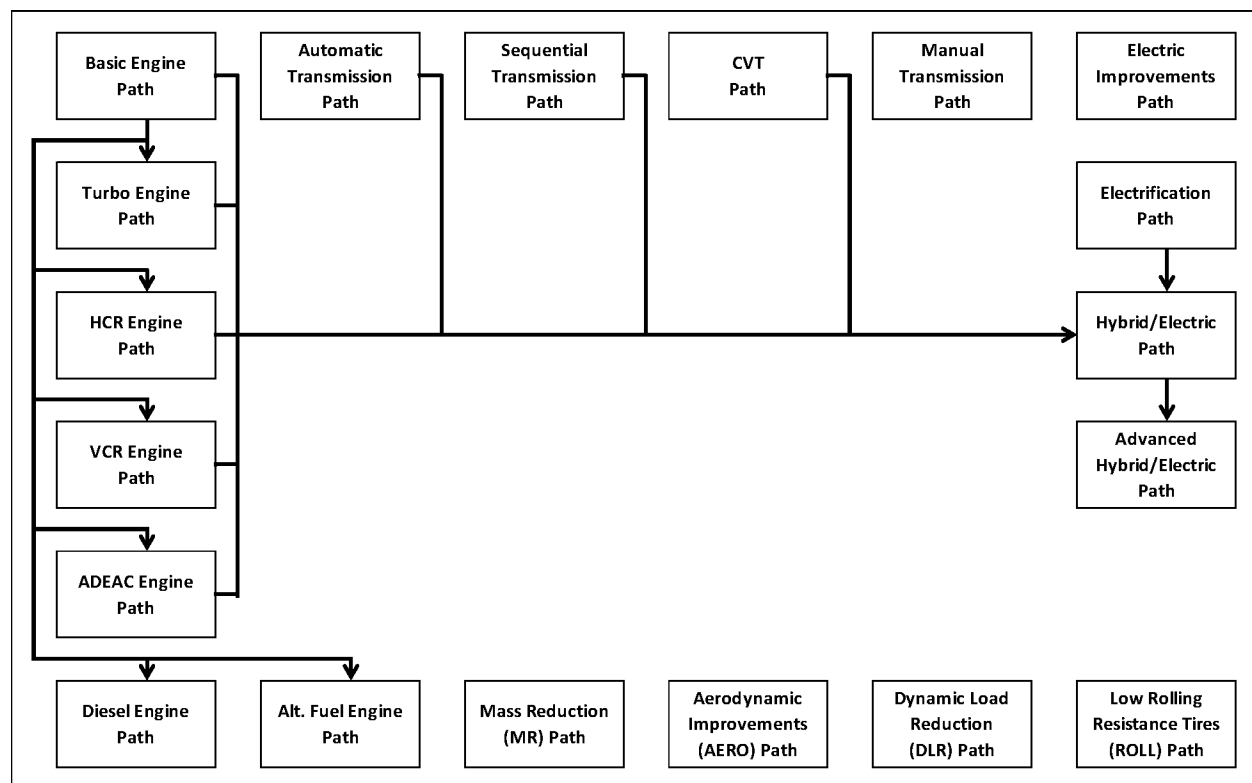 Basic Engine
Path
Automatic
Transmission
Path
Sequential
Transmission
Path
CVT
Path
Manual
Transmission
Path
Electric
Improvements
Path
Turbo Engine
Path
Electrification
Path
HCR Engine
Path
Hybrid/Electric
Path
VCR Engine
Path
Advanced
Hybrid/Electric
Path
ADEAC Engine
Path
Diesel Engine
Path
Alt. Fuel Engine
Path
Mass Reduction
(MR) Path
Aerodynamic
Improvements
(AERO) Path
Dynamic Load
Reduction
(DLR) Path
Low Rolling
Resistance Tires
(ROLL) Path